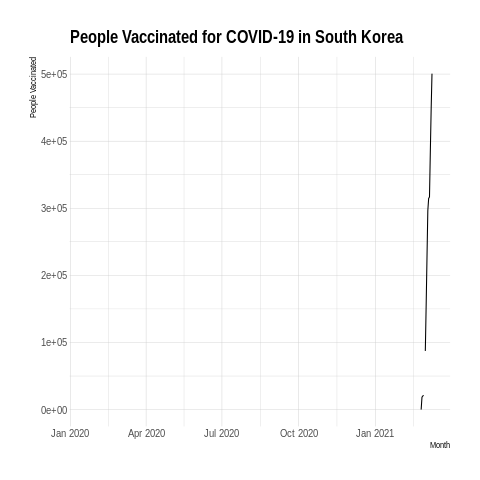 People Vaccinated for COVID-19 in South Korea
People Vaccinated
5e+05
4e+05
3e+05
2e+05
1e+05
0e+00
Jan 2020 Apr 2020 Jul 2020 Oct 2020 Jan 2021
Month